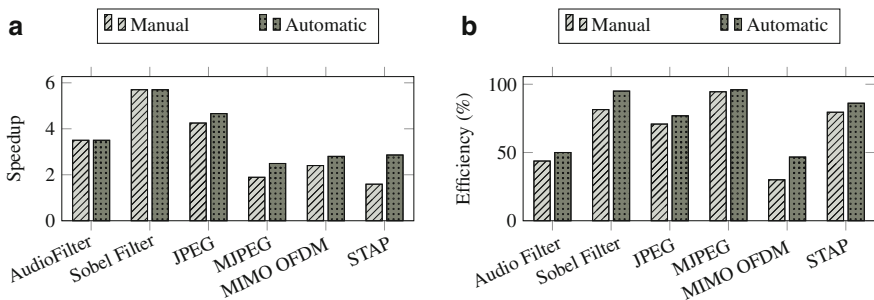 a
Manual
Automatic
Speedup
6
4
2
0
AudioFilter
Sobel Filter
JPEG
MJPEG
MIMO OFDM
STAP
b
Manual
Automatic
Efficiency (%)
100
50
0
Audio Filter
Sobel Filter
JPEG
MJPEG
MIMO OFDM
STAP